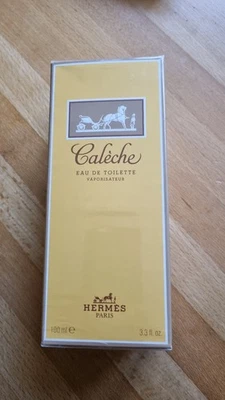 Calèche
EAU DE TOILETTE
VAPORISATEUR
HERMÈS
PARIS
100 ml e 3.3 fl. oz.